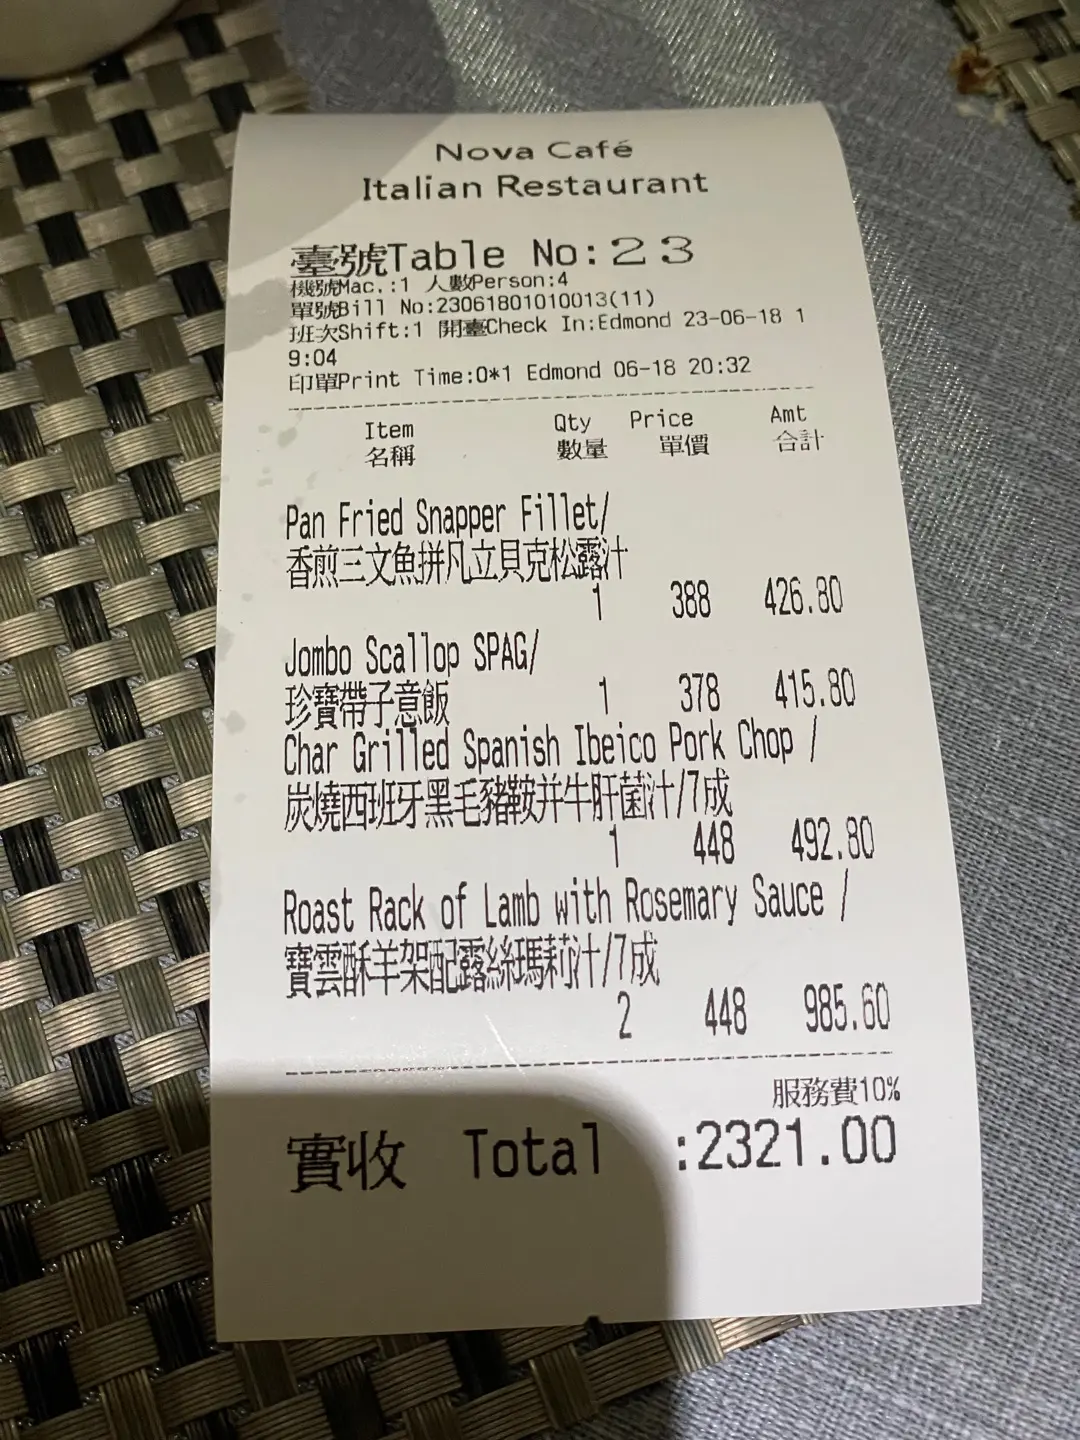 Nova Café
Italian Restaurant
臺號Table No:23
機號Mac.:1 人數Person:4
單號Bill No:23061801010013(11)
班次Shift:1 開臺Check In:Edmond 23-06-18 1
9:04
印單Print Time:0*1 Edmond 06-18 20:32
Item Qty Price Amt
名稱 數量 單價 合計
Pan Fried Snapper Fillet/
香煎三文魚拼凡立貝克松露汁
1 388 426.80
Jombo Scallop SPAG/
珍寶帶子意飯 1 378 415.80
Char Grilled Spanish Ibeico Pork Chop /
炭燒西班牙黑毛豬鞍并牛肝菌汁/7成
1 448 492.80
Roast Rack of Lamb with Rosemary Sauce /
寶雲酥羊架配露絲瑪莉汁/7成
2 448 985.60
服務費10%
實收 Total :2321.00